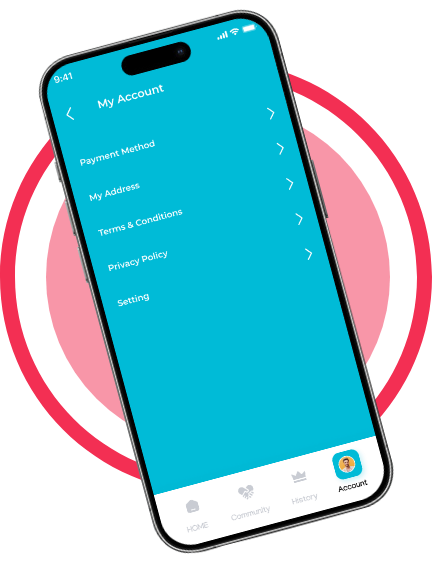 9:41
My Account
Payment Method
My Address
Terms & Conditions
Privacy Policy
Setting
HOME
Community
History
Account